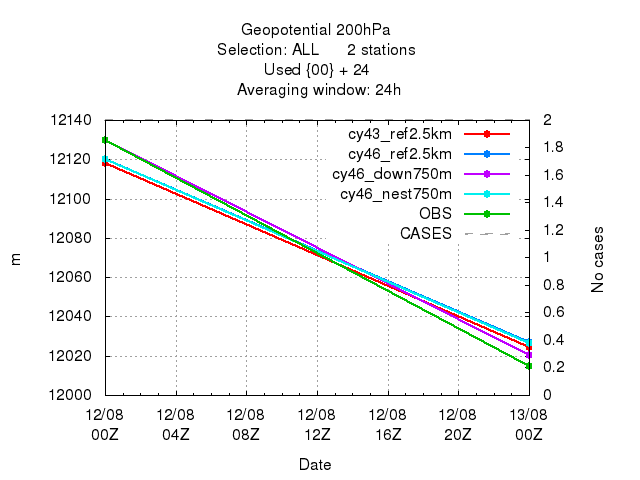 Geopotential 200hPa
Selection: ALL 2 stations
Used {00} + 24
Averaging window: 24h
12140
12120
12100
12080
12060
12040
12020
12000
m
2
1.8
1.6
1.4
1.2
1
0.8
0.6
0.4
0.2
0
No cases
cy43_ref2.5km
cy46_ref2.5km
cy46_down750m
cy46_nest750m
OBS
CASES
12/08 12/08 12/08 12/08 12/08 12/08 13/08
00Z 04Z 08Z 12Z 16Z 20Z 00Z
Date